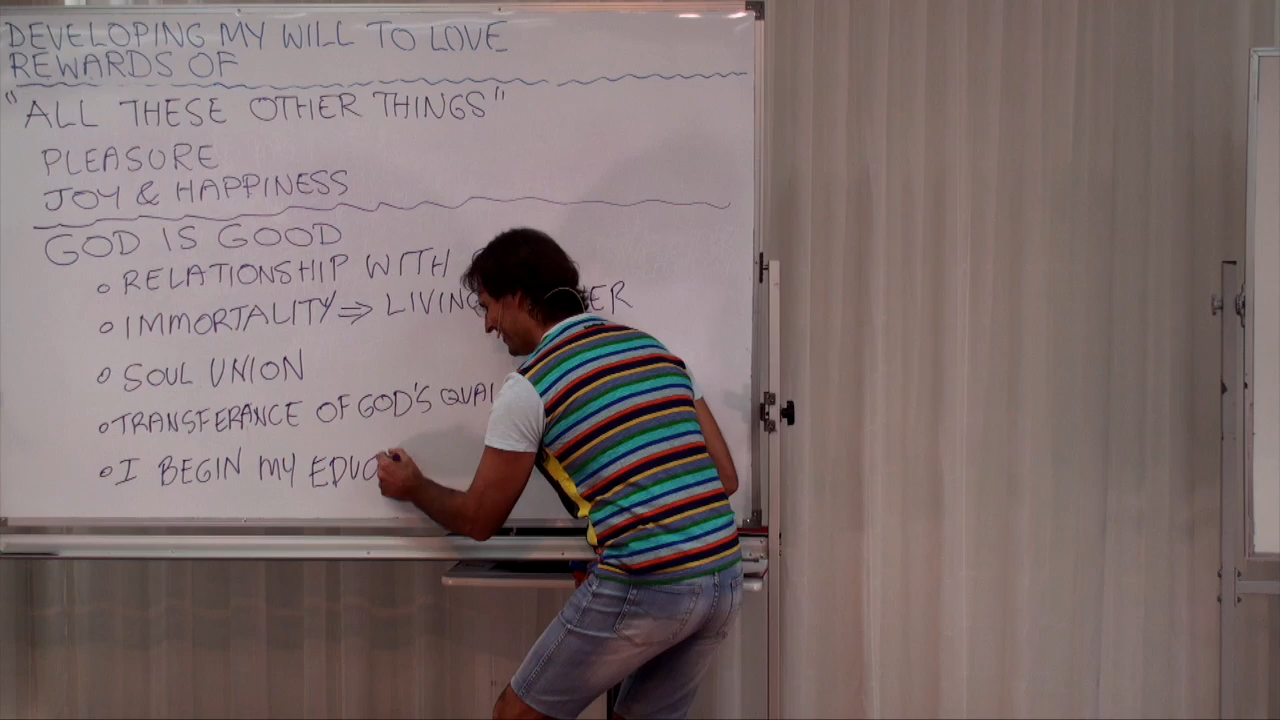 DEVELOPING MY WILL TO LOVE
REWARDS OF
"ALL THESE OTHER THINGS"
PLEASURE
JOY & HAPPINESS
GOD IS GOOD
• RELATIONSHIP WITH
• IMMORTALITY ⇒ LIVING
• SOUL UNION
• TRANSFERANCE OF GOD'S
• I BEGIN MY